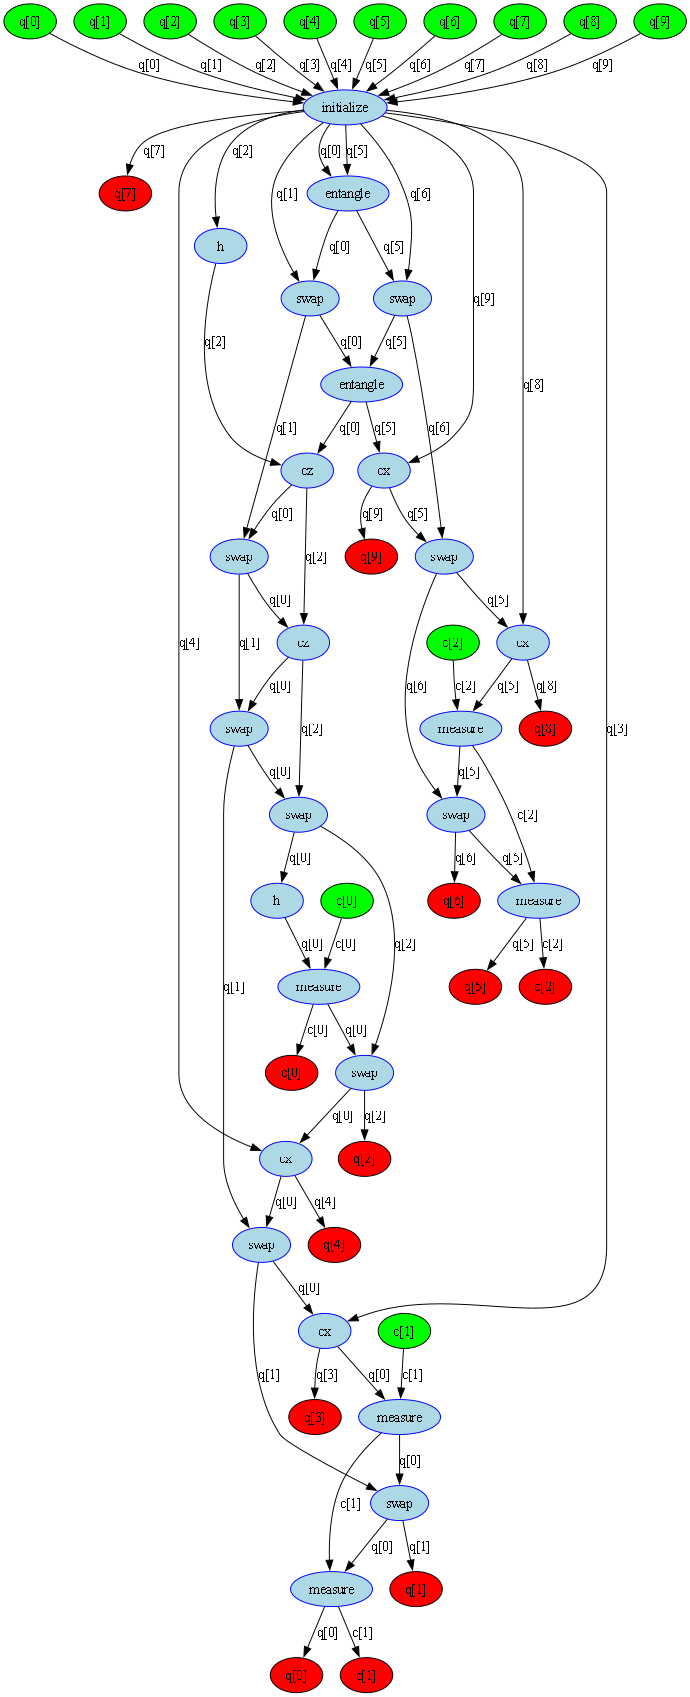 q[0] q[1] q[2] q[3] q[4] q[5] q[6] q[7] q[8] q[9]
q[0] q[1] q[2] q[3] q[4] q[5] q[6] q[7] q[8] q[9]
initialize
q[7] q[2] q[0] q[5]
q[7] q[1] entangle q[6]
h q[0] q[5]
swap swap q[9]
q[2] q[0] q[5]
entangle q[8]
q[1] q[0] q[5] q[6]
cz cx
q[0] q[9] q[5]
swap q[2] q[9] swap
q[0] q[5]
q[4] q[1] cz c[2] cx
q[0] q[6] c[2] q[5] q[8]
swap q[2] measure q[8] q[3]
q[0] q[5]
swap swap c[2]
q[0] q[6] q[5]
h c[0] q[6] measure
q[0] c[0] q[2] q[5] c[2]
q[1] measure q[5] c[2]
c[0] q[0]
c[0] swap
q[0] q[2]
cx q[2]
q[0] q[4]
swap q[4]
q[0]
cx c[1]
q[1] q[3] q[0] c[1]
q[3] measure
q[0]
c[1] swap
q[0] q[1]
measure q[1]
q[0] c[1]
q[0] c[1]